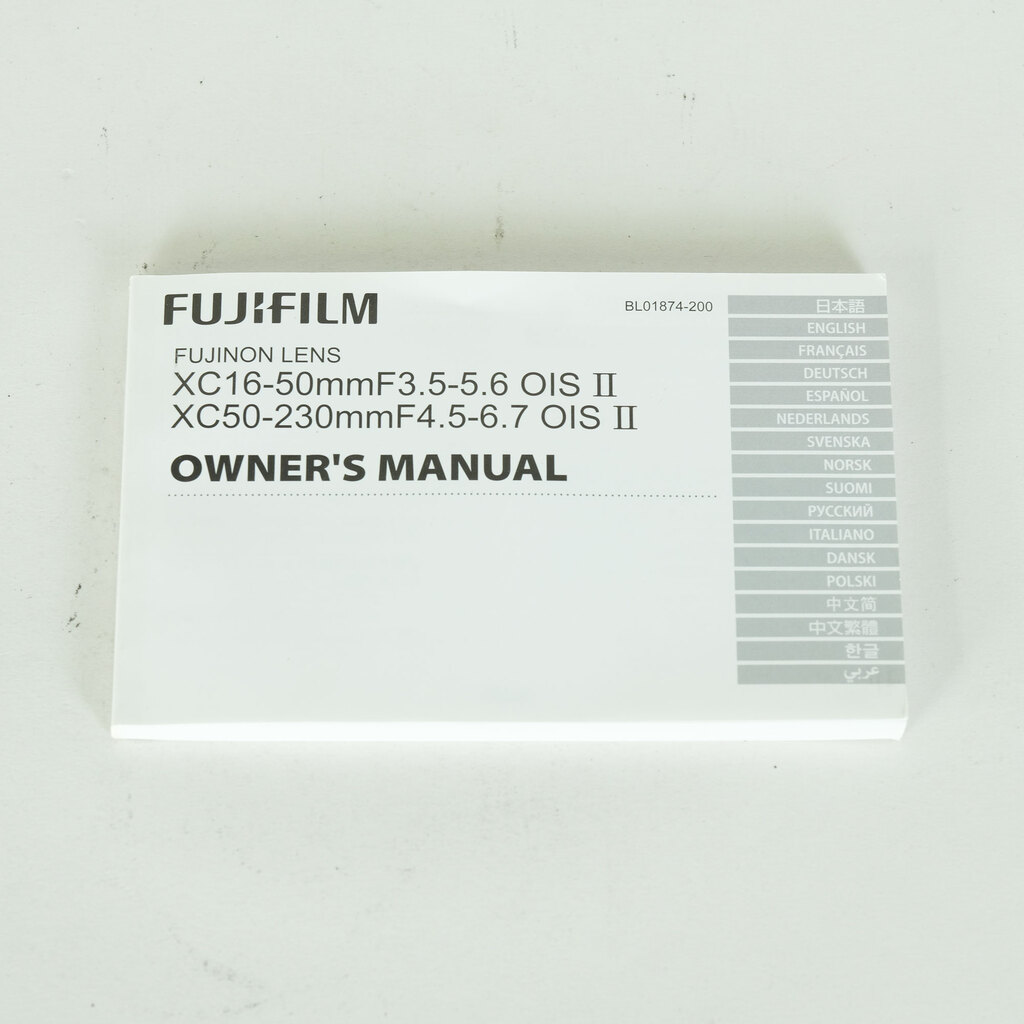 FUJIFILM
BL01874-200
FUJINON LENS
XC16-50mmF3.5-5.6 OIS II
XC50-230mmF4.5-6.7 OIS II
OWNER'S MANUAL
日本語
ENGLISH
FRANÇAIS
DEUTSCH
ESPAÑOL
NEDERLANDS
SVENSKA
NORSK
SUOMI
РУССКИЙ
ITALIANO
DANSK
POLSKI
中文简
中文繁體
한글
عربي